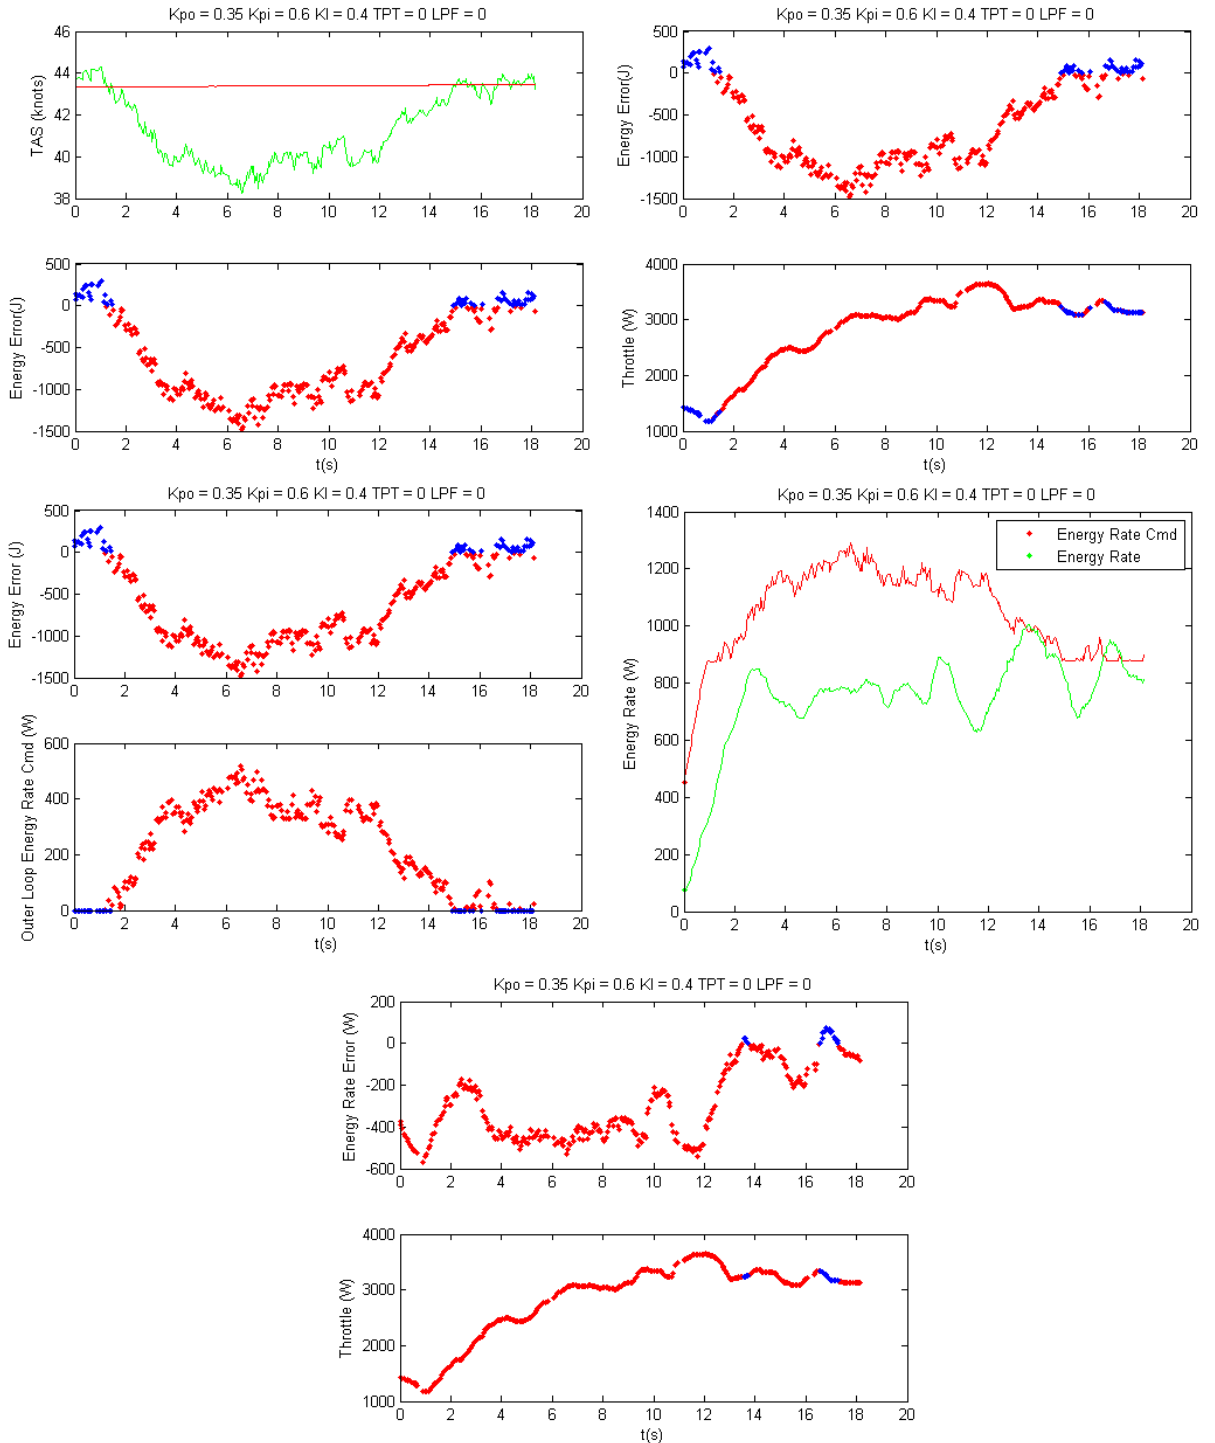 Kpo = 0.35 Kpi = 0.6 KI = 0.4 TPT = 0 LPF = 0
46
44
42
40
38
TAS (knots)
0 2 4 6 8 10 12 14 16 18 20
500
0
-500
-1000
-1500
Energy Error(J)
0 2 4 6 8 10 12 14 16 18 20
t(s)
Kpo = 0.35 Kpi = 0.6 KI = 0.4 TPT = 0 LPF = 0
500
0
-500
-1000
-1500
Energy Error(J)
0 2 4 6 8 10 12 14 16 18 20
4000
3000
2000
1000
Throttle (W)
0 2 4 6 8 10 12 14 16 18 20
t(s)
Kpo = 0.35 Kpi = 0.6 KI = 0.4 TPT = 0 LPF = 0
500
0
-500
-1000
-1500
Energy Error (J)
0 2 4 6 8 10 12 14 16 18 20
600
400
200
0
Outer Loop Energy Rate Cmd (W)
0 2 4 6 8 10 12 14 16 18 20
t(s)
Kpo = 0.35 Kpi = 0.6 KI = 0.4 TPT = 0 LPF = 0
1400
1200
1000
800
600
400
200
0
Energy Rate (W)
Energy Rate Cmd
Energy Rate
0 2 4 6 8 10 12 14 16 18 20
t(s)
Kpo = 0.35 Kpi = 0.6 KI = 0.4 TPT = 0 LPF = 0
200
0
-200
-400
-600
Energy Rate Error (W)
0 2 4 6 8 10 12 14 16 18 20
4000
3000
2000
1000
Throttle (W)
0 2 4 6 8 10 12 14 16 18 20
t(s)